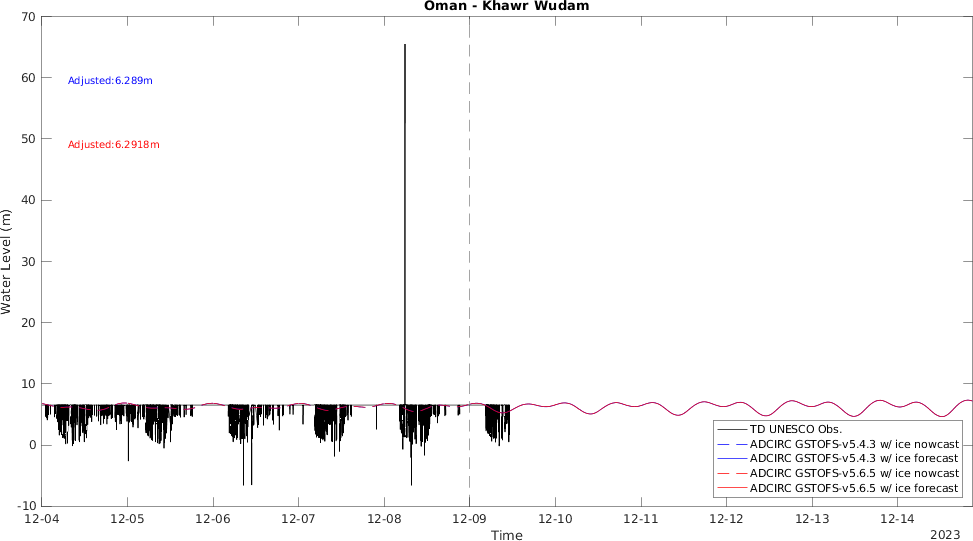 Oman - Khawr Wudam
70
60
50
40
30
20
10
0
-10
Water Level (m)
Adjusted:6.289m
Adjusted:6.2918m
TD UNESCO Obs.
ADCIRC GSTOFS-v5.4.3 w/ ice nowcast
ADCIRC GSTOFS-v5.4.3 w/ ice forecast
ADCIRC GSTOFS-v5.6.5 w/ ice nowcast
ADCIRC GSTOFS-v5.6.5 w/ ice forecast
12-04 12-05 12-06 12-07 12-08 12-09 12-10 12-11 12-12 12-13 12-14
Time
2023